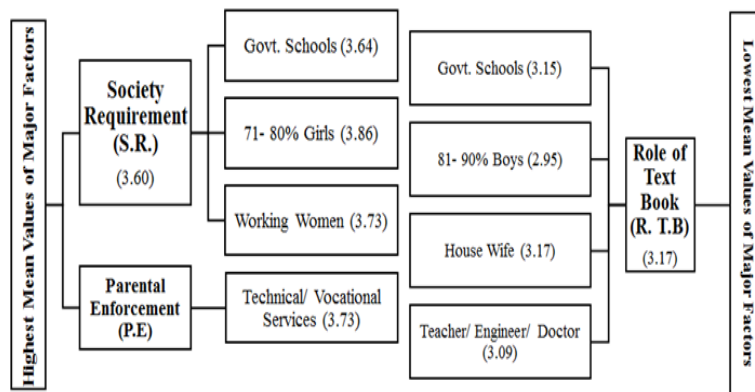 Highest Mean Values of Major Factors
Society
Requirement
(S.R.)
(3.60)
Parental
Enforcement
(P.E)
Govt. Schools (3.64)
71- 80% Girls (3.86)
Working Women (3.73)
Technical/ Vocational
Services (3.73)
Govt. Schools (3.15)
81- 90% Boys (2.95)
House Wife (3.17)
Teacher/ Engineer/ Doctor
(3.09)
Role of
Text
Book
(R. T.B)
(3.17)
Lowest Mean Values of Major Factors